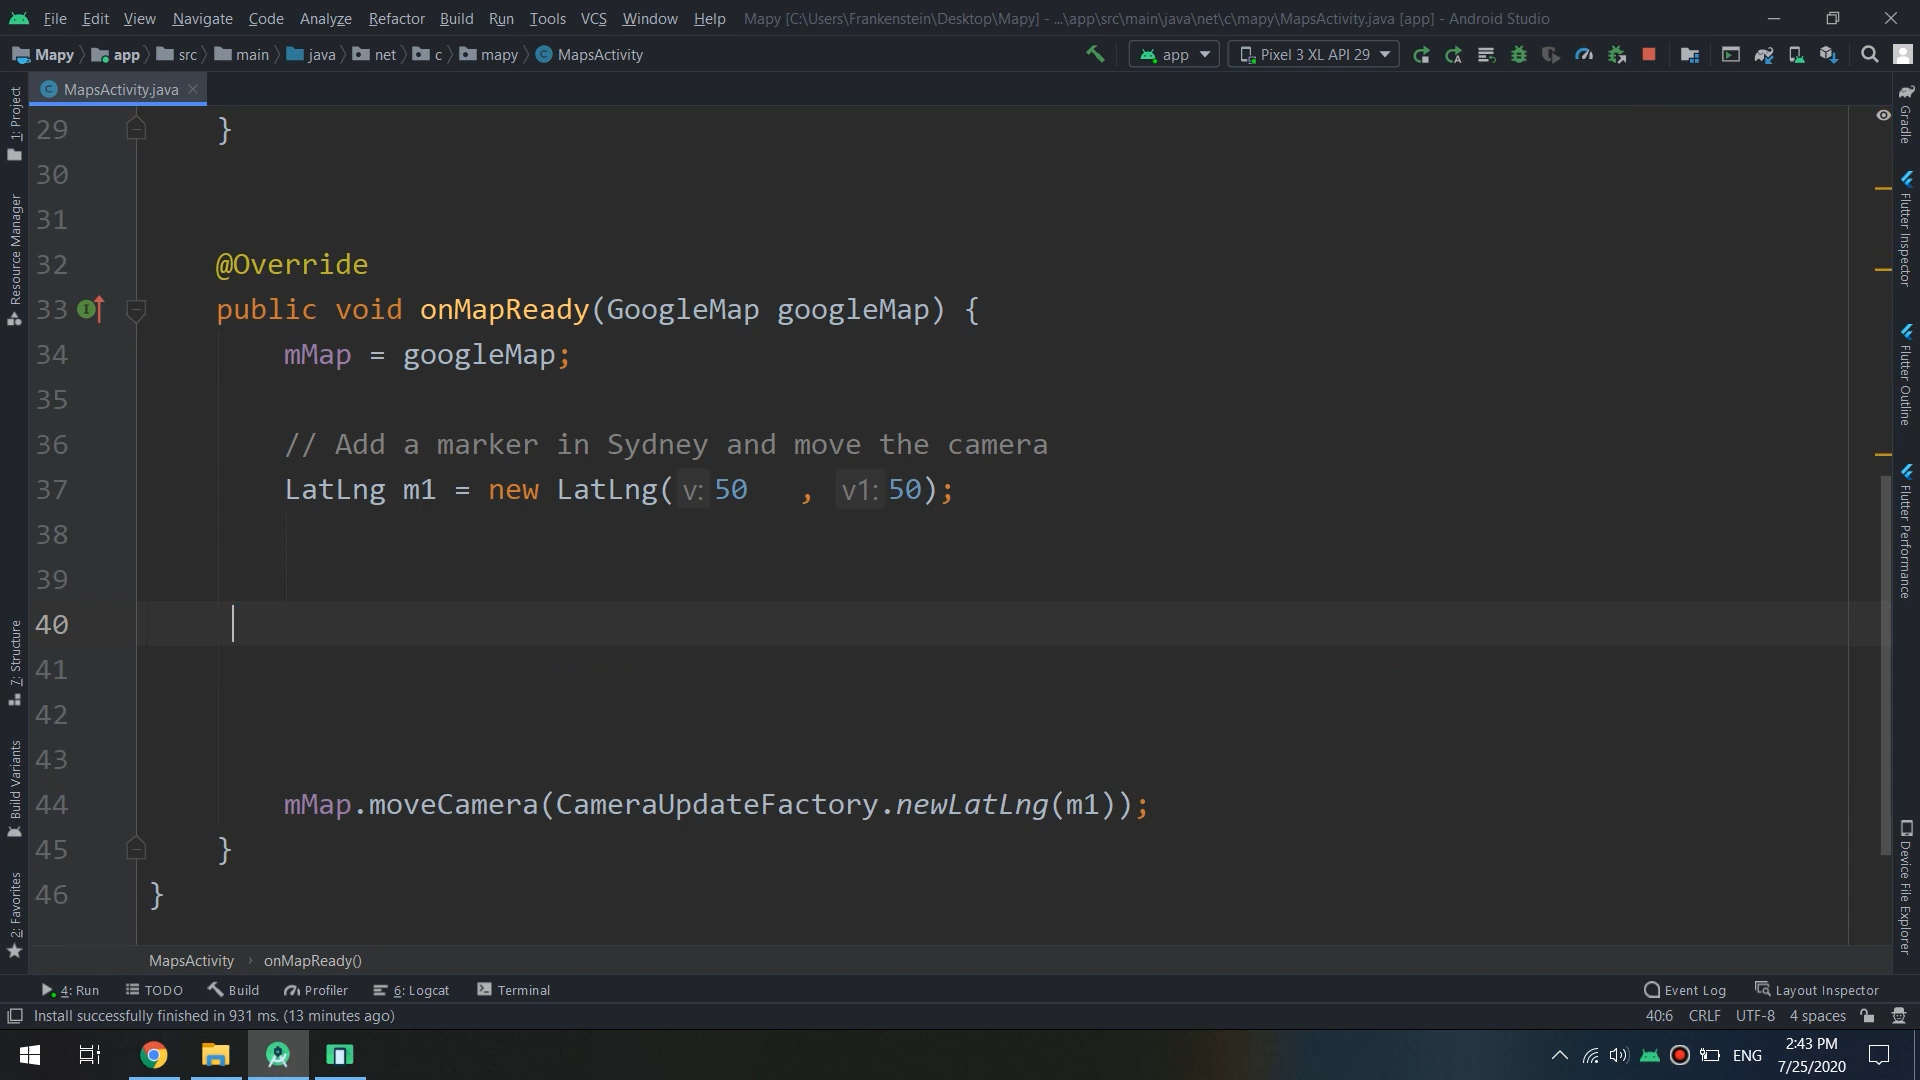 File Edit View Navigate Code Analyze Refactor Build Run Tools VCS Window Help Mapy [C:\Users\Frankenstein\Desktop\Mapy] - ...\app\src\main\java\net\c\mapy\MapsActivity.java [app] - Android Studio
Mapy app src main java net c mapy MapsActivity app Pixel 3 XL API 29
MapsActivity.java
1: Project
Resource Manager
7: Structure
Build Variants
2: Favorites
29 }
30
31
32 @Override
33 public void onMapReady(GoogleMap googleMap) {
34 mMap = googleMap;
35
36 // Add a marker in Sydney and move the camera
37 LatLng m1 = new LatLng( v: 50 , v1: 50);
38
39
40
41
42
43
44 mMap.moveCamera(CameraUpdateFactory.newLatLng(m1));
45 }
46 }
Gradle
Flutter Inspector
Flutter Outline
Flutter Performance
Device File Explorer
MapsActivity › onMapReady()
4: Run TODO Build Profiler 6: Logcat Terminal Event Log Layout Inspector
Install successfully finished in 931 ms. (13 minutes ago) 40:6 CRLF UTF-8 4 spaces
ENG 2:43 PM
7/25/2020